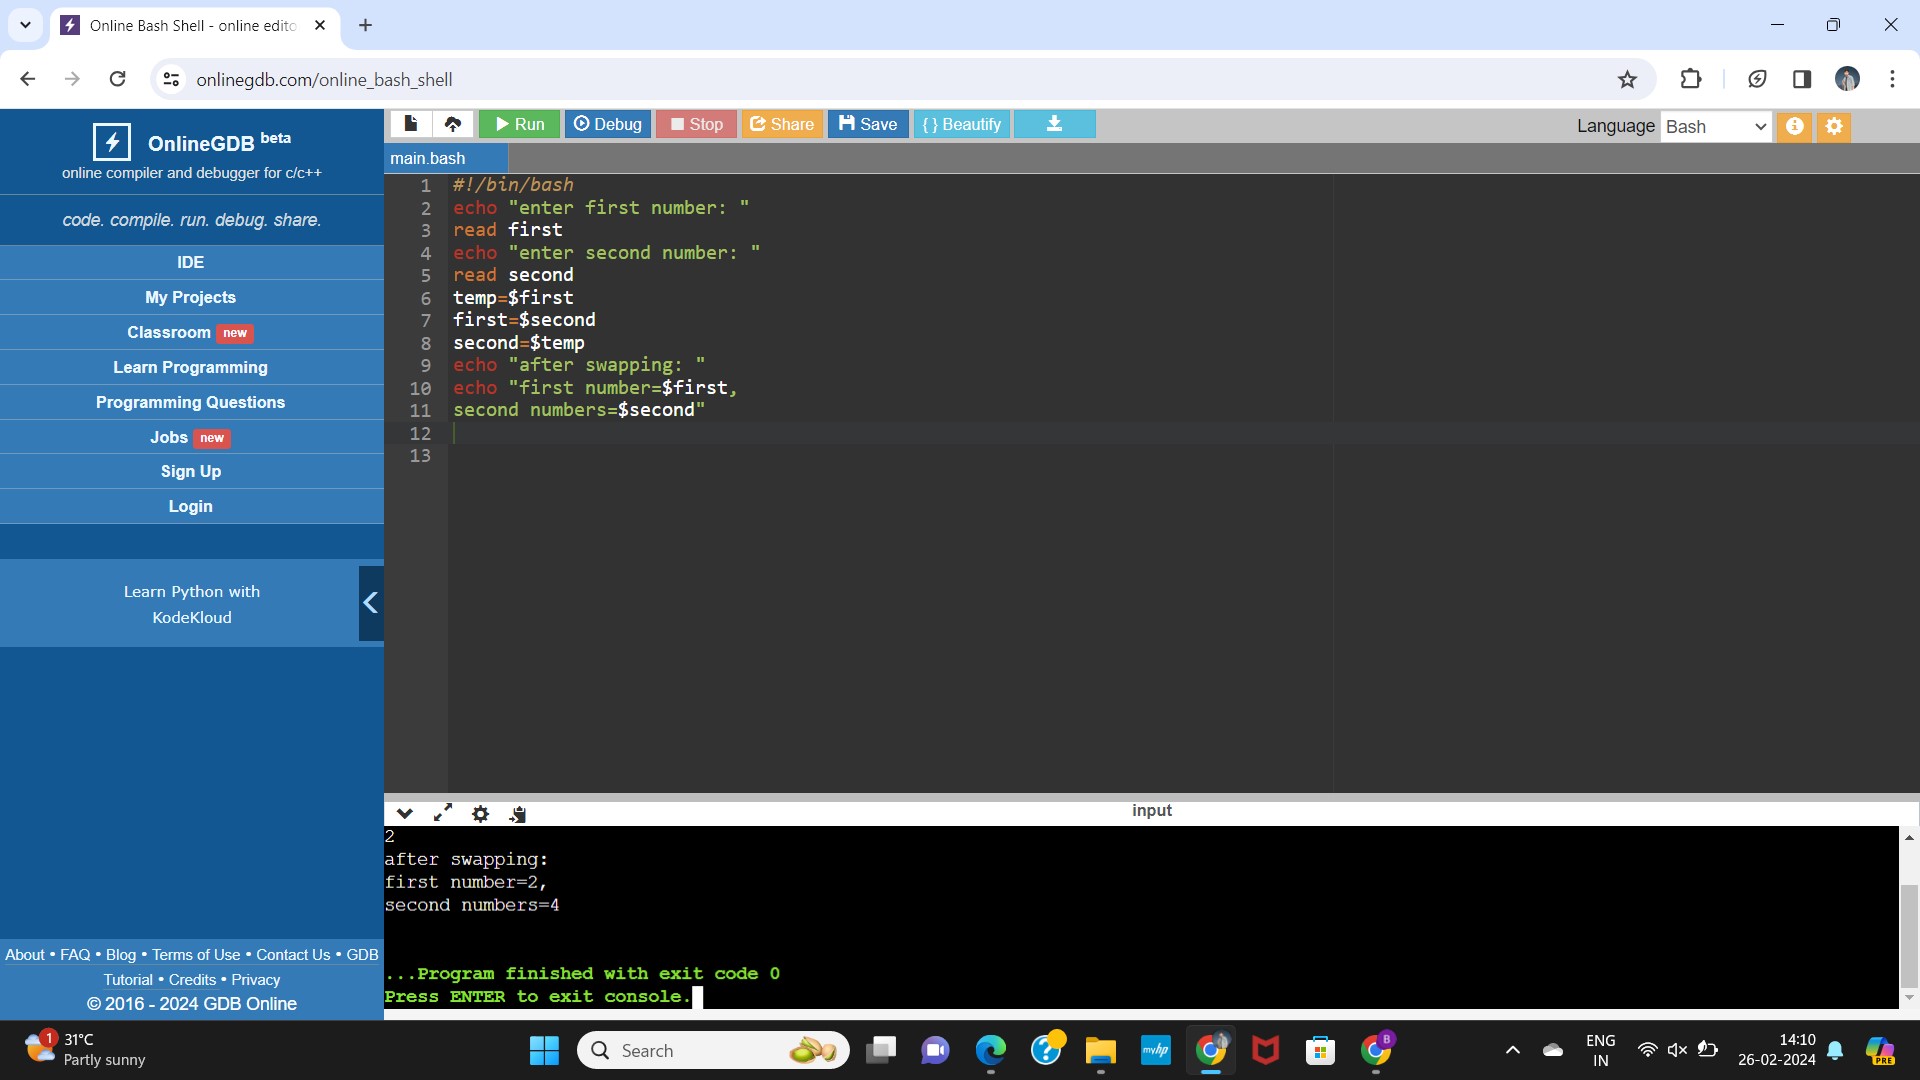 Online Bash Shell - online edito
onlinegdb.com/online_bash_shell
OnlineGDB beta
online compiler and debugger for c/c++
code. compile. run. debug. share.
IDE
My Projects
Classroom new
Learn Programming
Programming Questions
Jobs new
Sign Up
Login
Learn Python with
KodeKloud
About • FAQ • Blog • Terms of Use • Contact Us • GDB
Tutorial • Credits • Privacy
© 2016 - 2024 GDB Online
Run Debug Stop Share Save { } Beautify
Language Bash
main.bash
1 #!/bin/bash
2 echo "enter first number: "
3 read first
4 echo "enter second number: "
5 read second
6 temp=$first
7 first=$second
8 second=$temp
9 echo "after swapping: "
10 echo "first number=$first,
11 second numbers=$second"
12
13
input
2
after swapping:
first number=2,
second numbers=4
...Program finished with exit code 0
Press ENTER to exit console.
1
31°C
Partly sunny
Search
myhp
B
ENG
IN
14:10
26-02-2024
PRE